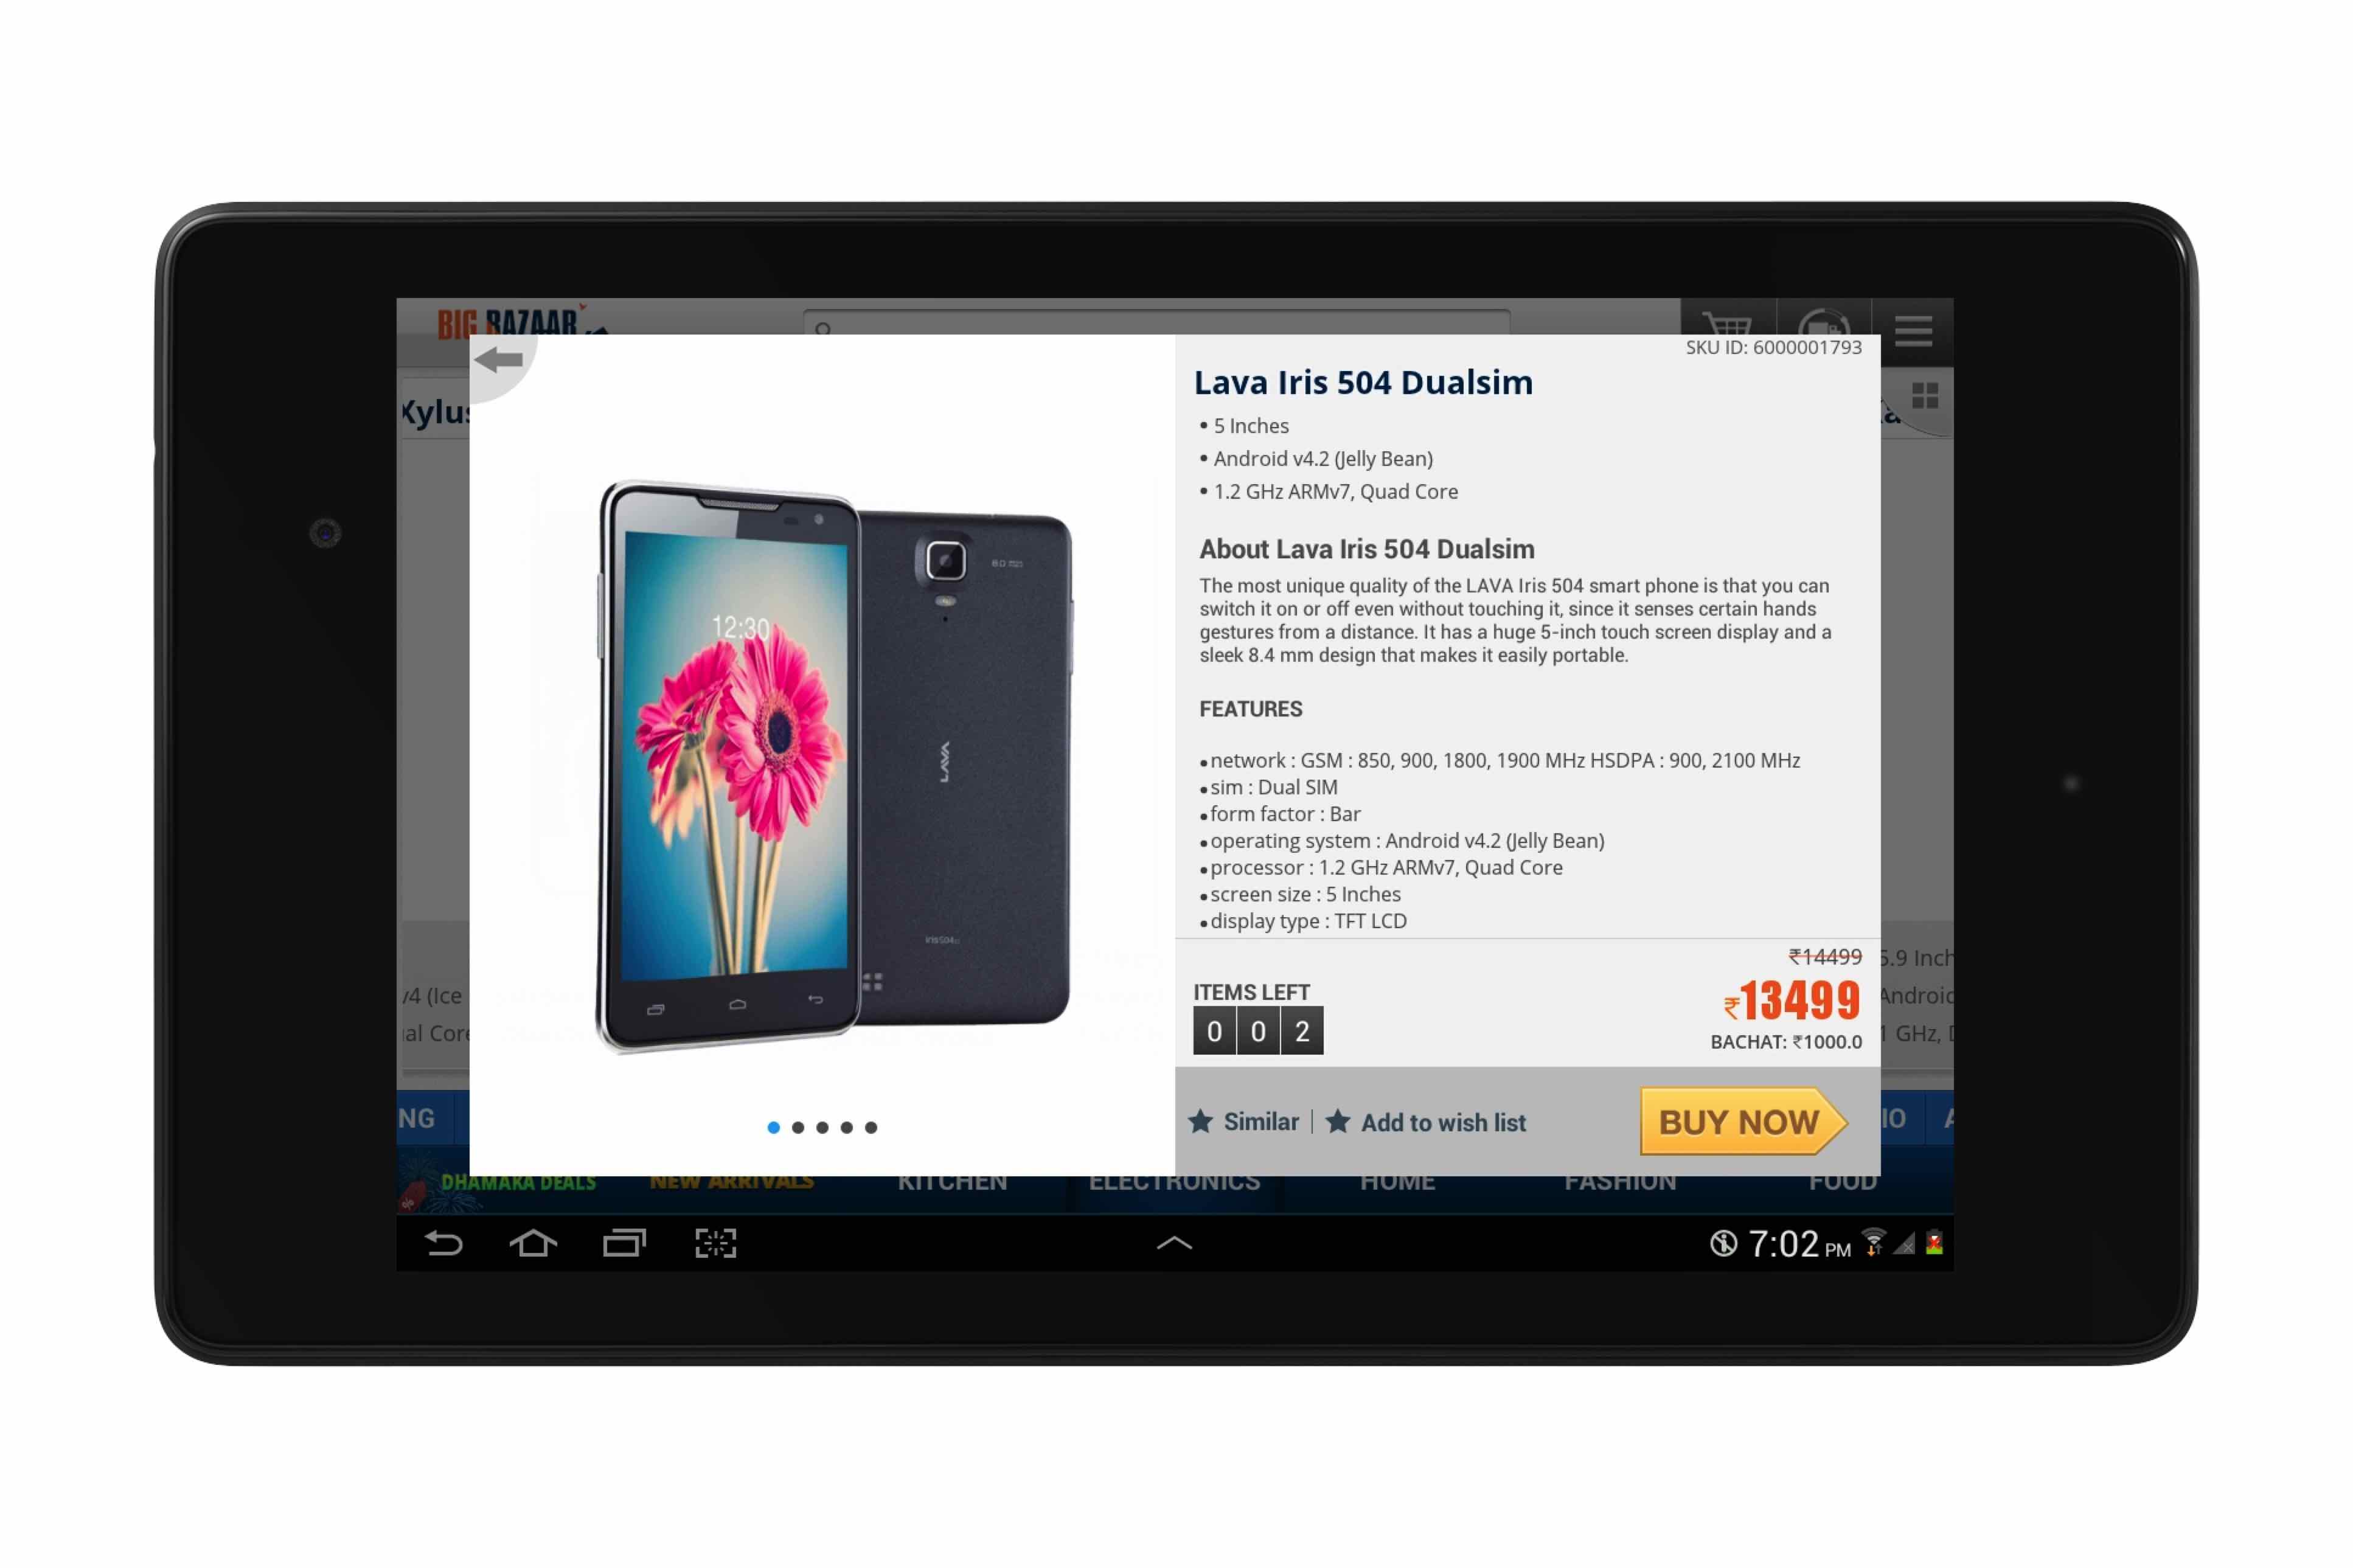 BIG BAZAAR
SKU ID: 6000001793
Xylus
Lava Iris 504 Dualsim
• 5 Inches
• Android v4.2 (Jelly Bean)
• 1.2 GHz ARMv7, Quad Core
About Lava Iris 504 Dualsim
The most unique quality of the LAVA Iris 504 smart phone is that you can
switch it on or off even without touching it, since it senses certain hands
gestures from a distance. It has a huge 5-inch touch screen display and a
sleek 8.4 mm design that makes it easily portable.
FEATURES
• network : GSM : 850, 900, 1800, 1900 MHz HSDPA : 900, 2100 MHz
• sim : Dual SIM
• form factor : Bar
• operating system : Android v4.2 (Jelly Bean)
• processor : 1.2 GHz ARMv7, Quad Core
• screen size : 5 Inches
• display type : TFT LCD
12:30
LAVA
iris504
₹14499
₹13499
BACHAT: ₹1000.0
ITEMS LEFT
0 0 2
v4 (Ice
al Core
5.9 Inch
Android
1 GHz, D
★ Similar | ★ Add to wish list
BUY NOW
NG
IO
DHAMAKA DEALS NEW ARRIVALS KITCHEN ELECTRONICS HOME FASHION FOOD
7:02 PM